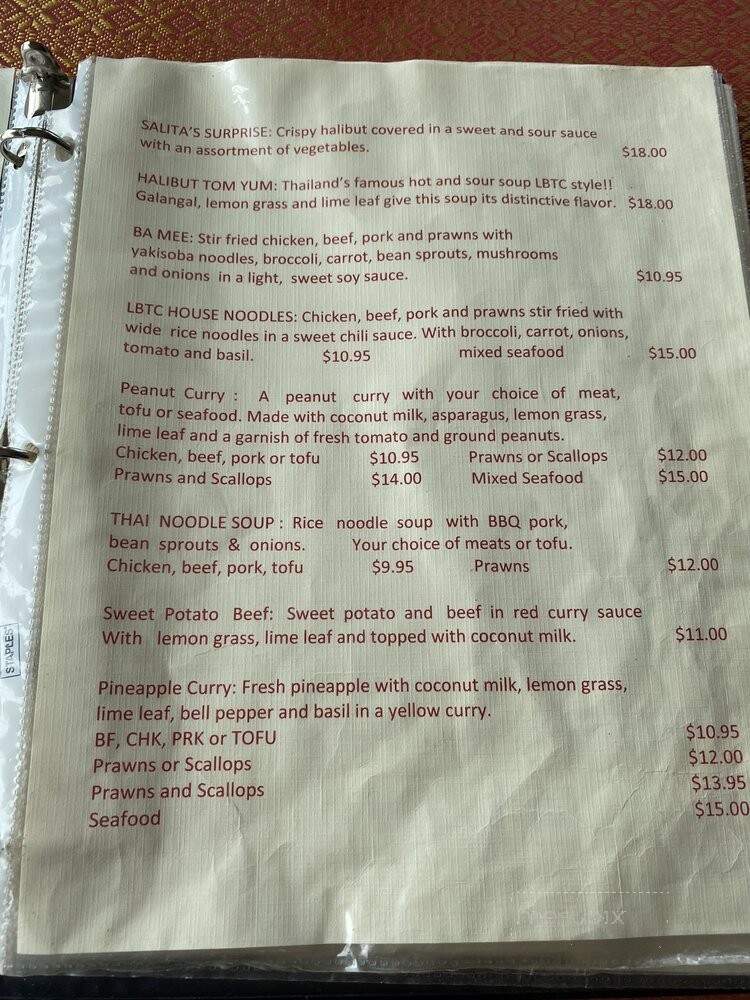 SALITA'S SURPRISE: Crispy halibut covered in a sweet and sour sauce
with an assortment of vegetables. $18.00
HALIBUT TOM YUM: Thailand's famous hot and sour soup LBTC style!!
Galangal, lemon grass and lime leaf give this soup its distinctive flavor. $18.00
BA MEE: Stir fried chicken, beef, pork and prawns with
yakisoba noodles, broccoli, carrot, bean sprouts, mushrooms
and onions in a light, sweet soy sauce. $10.95
LBTC HOUSE NOODLES: Chicken, beef, pork and prawns stir fried with
wide rice noodles in a sweet chili sauce. With broccoli, carrot, onions,
tomato and basil. $10.95 mixed seafood $15.00
Peanut Curry : A peanut curry with your choice of meat,
tofu or seafood. Made with coconut milk, asparagus, lemon grass,
lime leaf and a garnish of fresh tomato and ground peanuts.
Chicken, beef, pork or tofu $10.95 Prawns or Scallops $12.00
Prawns and Scallops $14.00 Mixed Seafood $15.00
THAI NOODLE SOUP : Rice noodle soup with BBQ pork,
bean sprouts & onions. Your choice of meats or tofu.
Chicken, beef, pork, tofu $9.95 Prawns $12.00
Sweet Potato Beef: Sweet potato and beef in red curry sauce
With lemon grass, lime leaf and topped with coconut milk. $11.00
Pineapple Curry: Fresh pineapple with coconut milk, lemon grass,
lime leaf, bell pepper and basil in a yellow curry.
BF, CHK, PRK or TOFU $10.95
Prawns or Scallops $12.00
Prawns and Scallops $13.95
Seafood $15.00
STAPLES